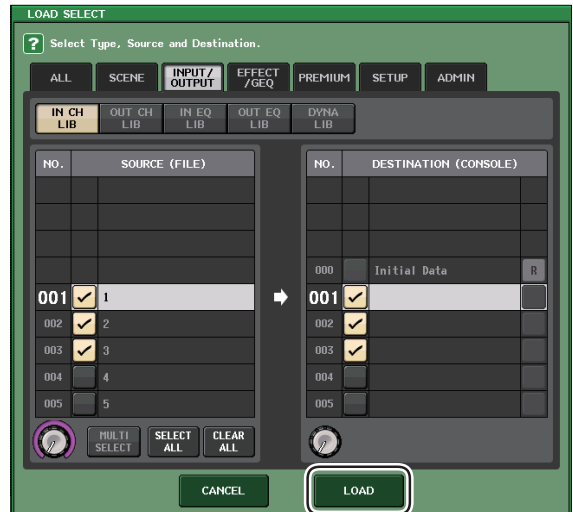 LOAD SELECT
? Select Type, Source and Destination.
ALL SCENE INPUT/ OUTPUT EFFECT /GEQ PREMIUM SETUP ADMIN
IN CH LIB OUT CH LIB IN EQ LIB OUT EQ LIB DYNA LIB
NO. SOURCE (FILE) NO. DESTINATION (CONSOLE)
000 Initial Data R
001 1 001
002 2 002
003 3 003
004 4 004
005 5 005
MULTI SELECT SELECT ALL CLEAR ALL
CANCEL LOAD